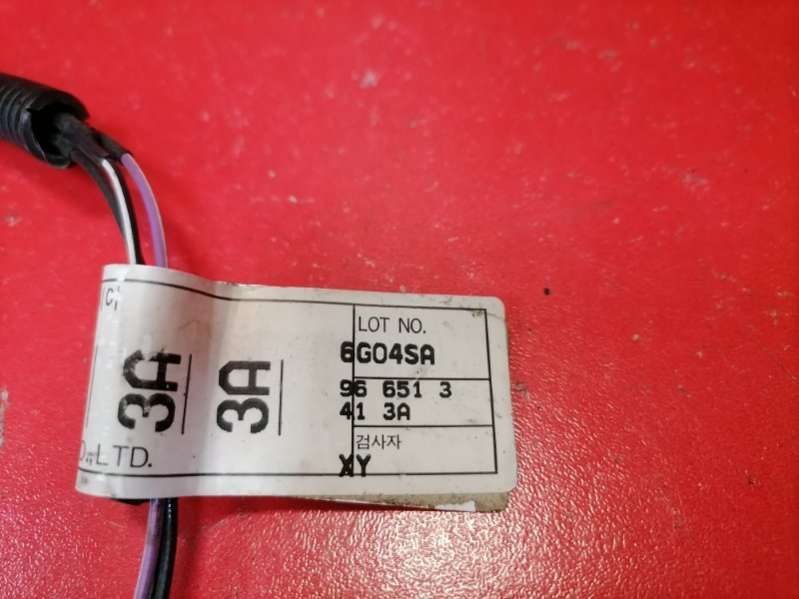 3A
3A
LTD.
LOT NO.
6G04SA
96 651 3
41 3A
검사자
XY